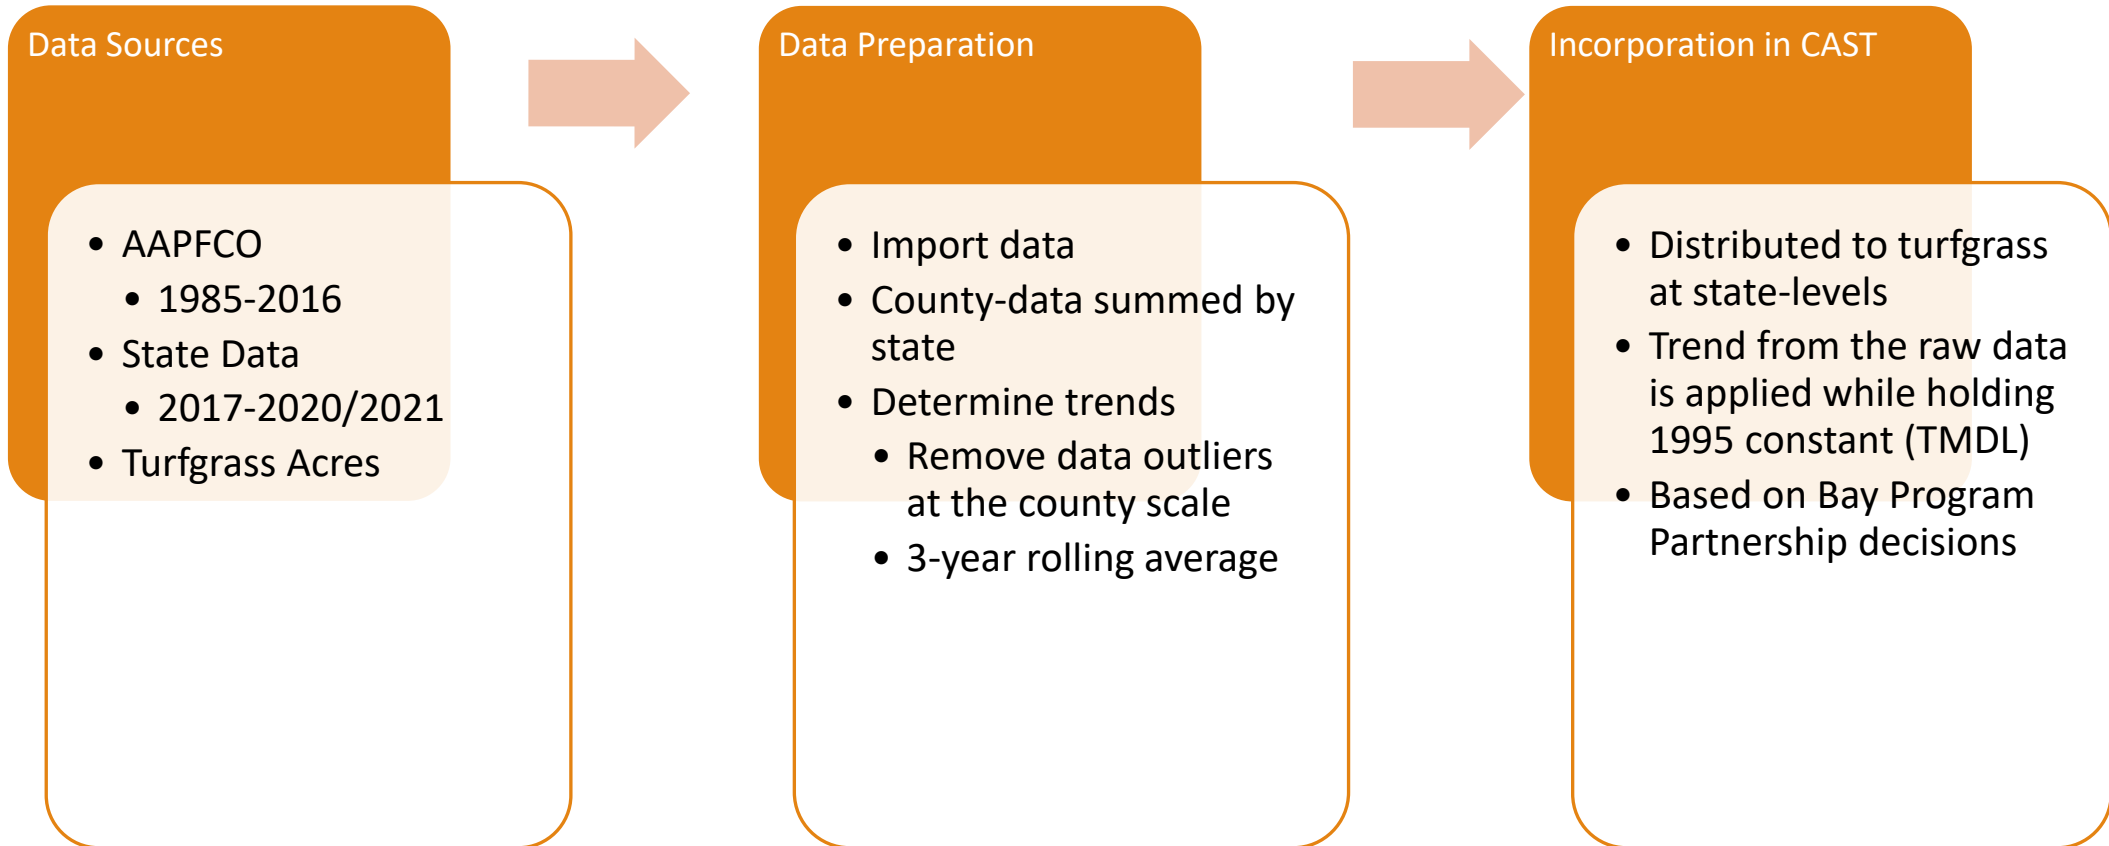 Data Sources
• AAPFCO
• 1985-2016
• State Data
• 2017-2020/2021
• Turfgrass Acres
Data Preparation
• Import data
• County-data summed by
state
• Determine trends
• Remove data outliers
at the county scale
• 3-year rolling average
Incorporation in CAST
• Distributed to turfgrass
at state-levels
• Trend from the raw data
is applied while holding
1995 constant (TMDL)
• Based on Bay Program
Partnership decisions